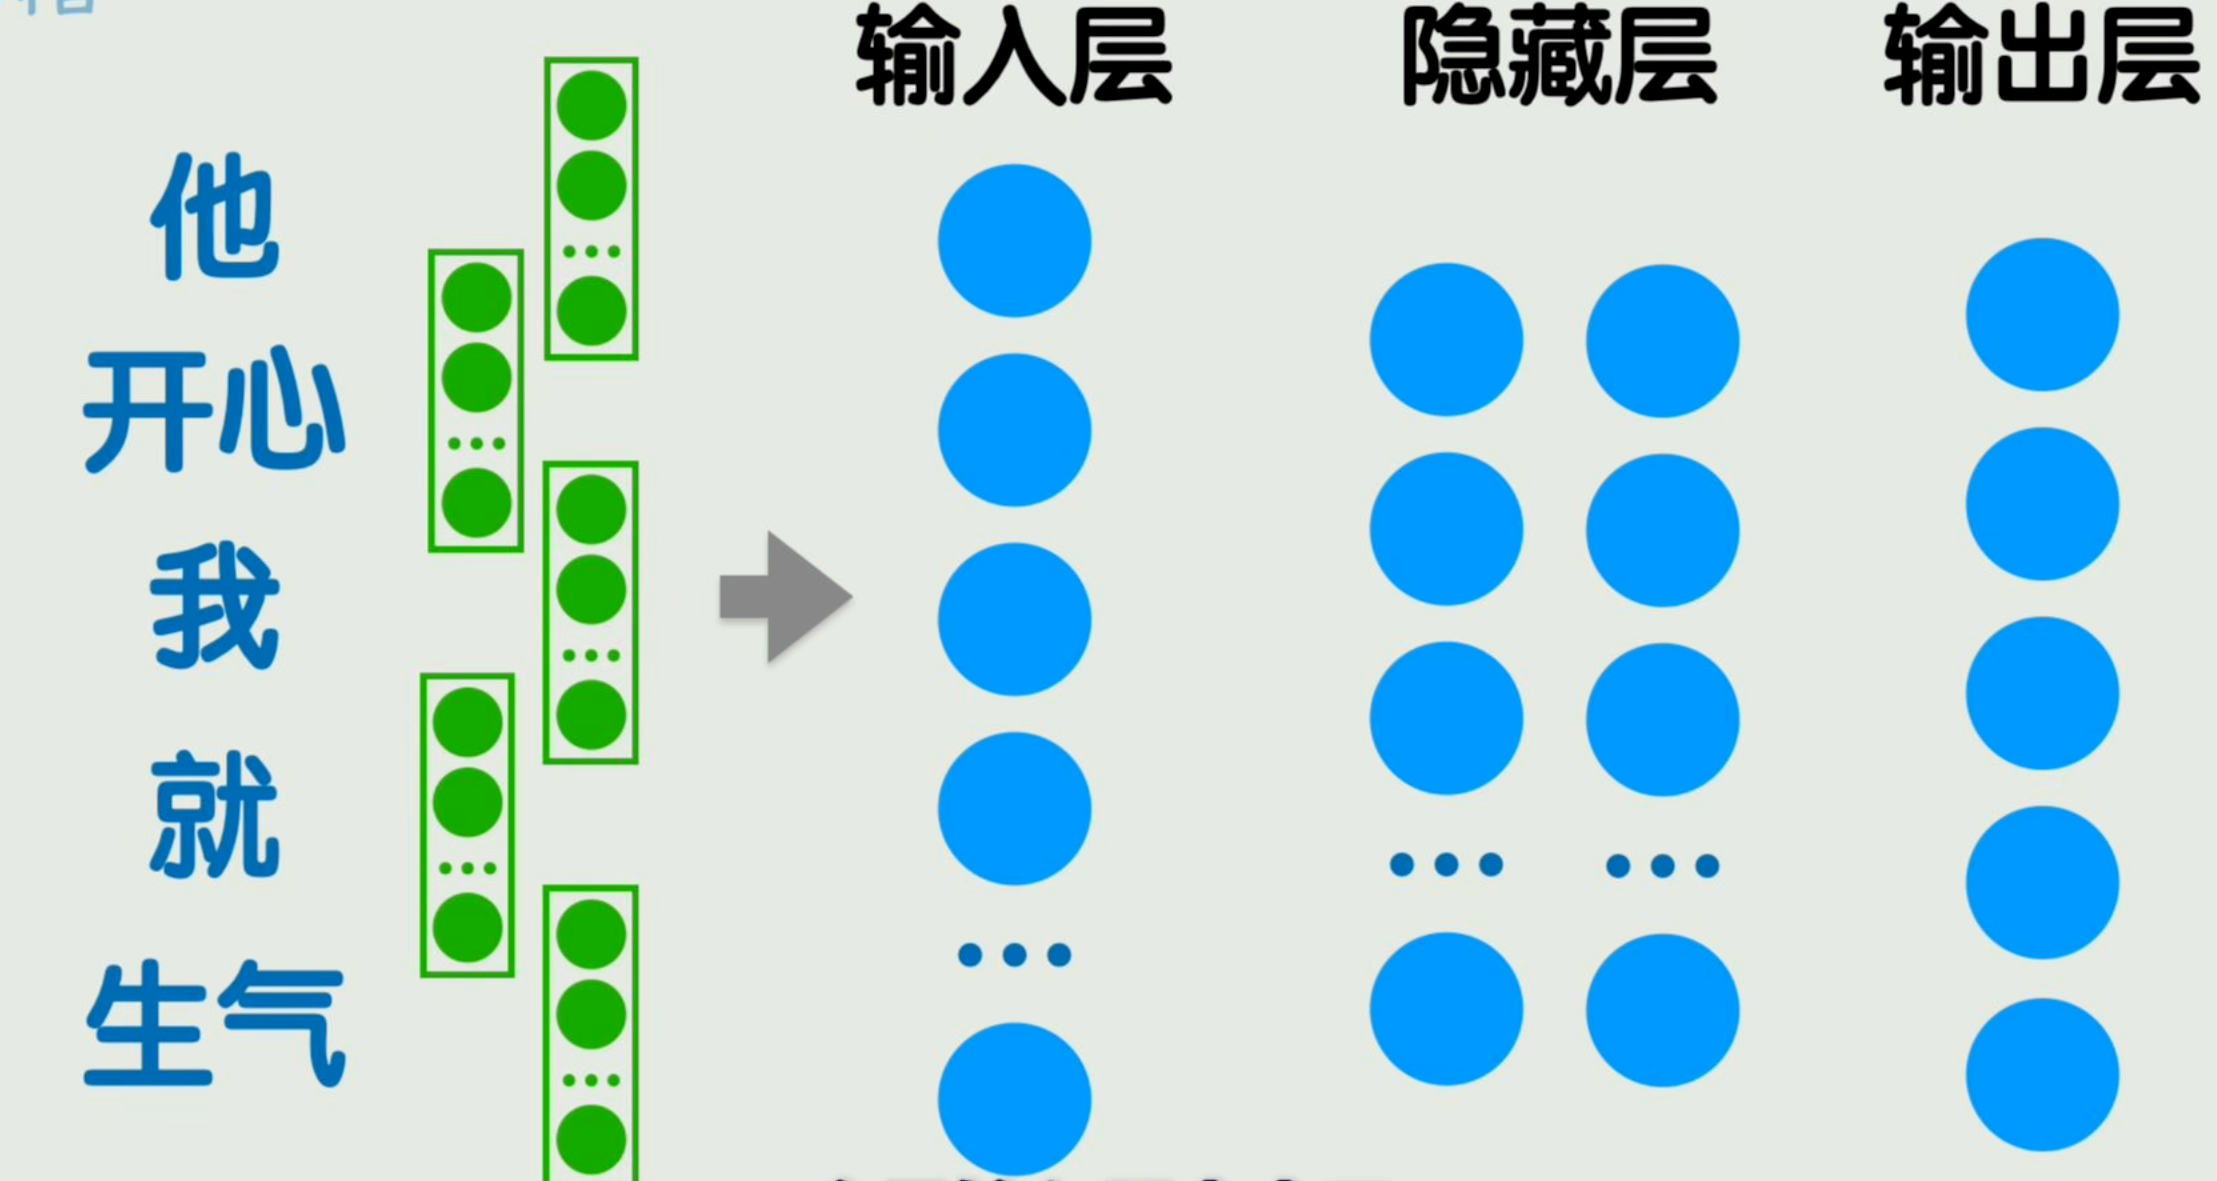 输入层 隐藏层 输出层
他
开心
我
就
生气